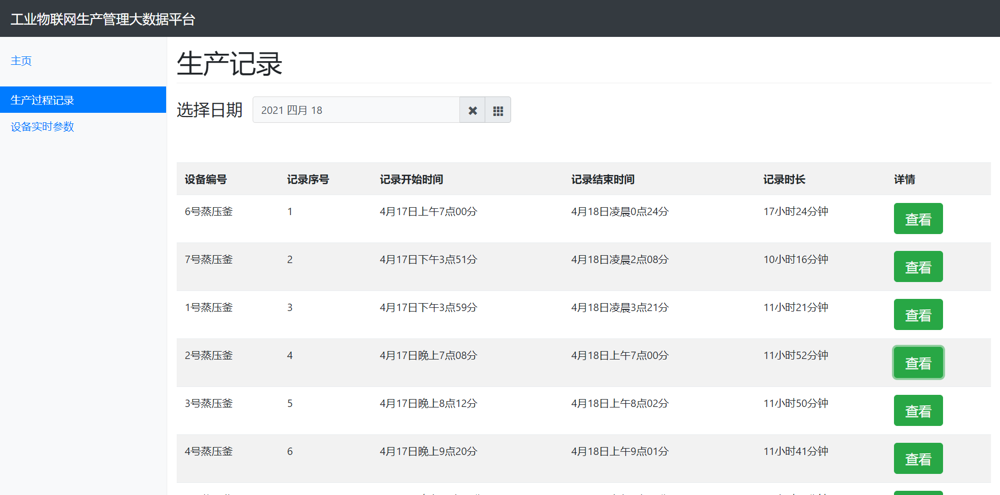 工业物联网生产管理大数据平台
主页
生产过程记录
设备实时参数
生产记录
选择日期 2021 四月 18
设备编号 记录序号 记录开始时间 记录结束时间 记录时长 详情
6号蒸压釜 1 4月17日上午7点00分 4月18日凌晨0点24分 17小时24分钟 查看
7号蒸压釜 2 4月17日下午3点51分 4月18日凌晨2点08分 10小时16分钟 查看
1号蒸压釜 3 4月17日下午3点59分 4月18日凌晨3点21分 11小时21分钟 查看
2号蒸压釜 4 4月17日晚上7点08分 4月18日上午7点00分 11小时52分钟 查看
3号蒸压釜 5 4月17日晚上8点12分 4月18日上午8点02分 11小时50分钟 查看
4号蒸压釜 6 4月17日晚上9点20分 4月18日上午9点01分 11小时41分钟 查看